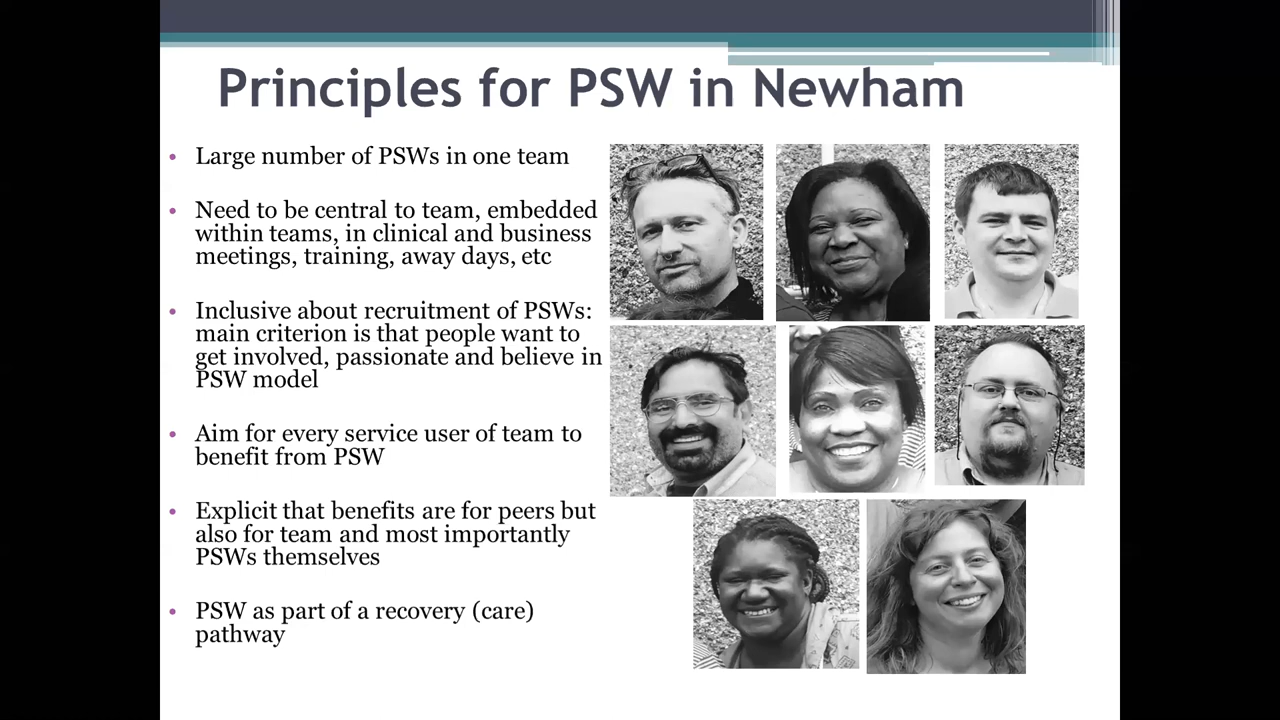 Principles for PSW in Newham
• Large number of PSWs in one team
• Need to be central to team, embedded
within teams, in clinical and business
meetings, training, away days, etc
• Inclusive about recruitment of PSWs:
main criterion is that people want to
get involved, passionate and believe in
PSW model
• Aim for every service user of team to
benefit from PSW
• Explicit that benefits are for peers but
also for team and most importantly
PSWs themselves
• PSW as part of a recovery (care)
pathway